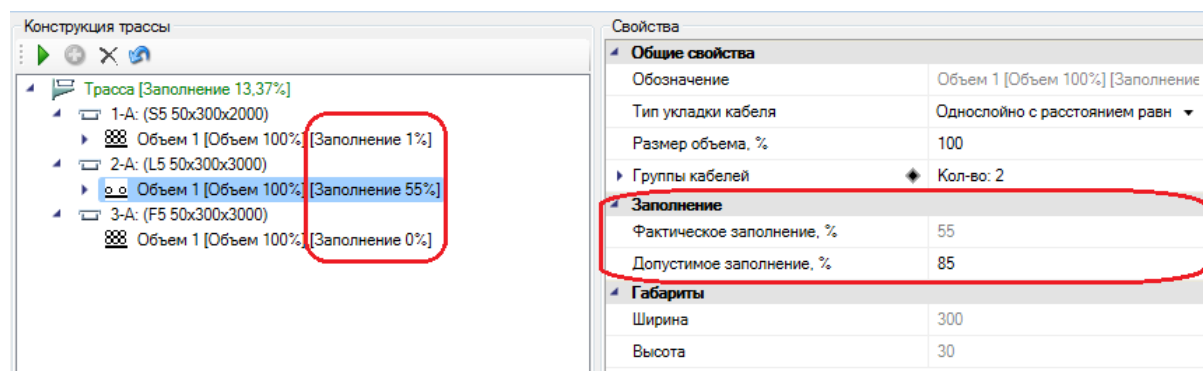 Конструкция трассы
Трасса [Заполнение 13,37%]
1-А: (S5 50x300x2000)
Объем 1 [Объем 100%] [Заполнение 1%]
2-А: (L5 50x300x3000)
Объем 1 [Объем 100%] [Заполнение 55%]
3-А: (F5 50x300x3000)
Объем 1 [Объем 100%] [Заполнение 0%]
Свойства
Общие свойства
Обозначение Объем 1 [Объем 100%] [Заполнение
Тип укладки кабеля Однослойно с расстоянием равн
Размер объема, % 100
Группы кабелей Кол-во: 2
Заполнение
Фактическое заполнение, % 55
Допустимое заполнение, % 85
Габариты
Ширина 300
Высота 30